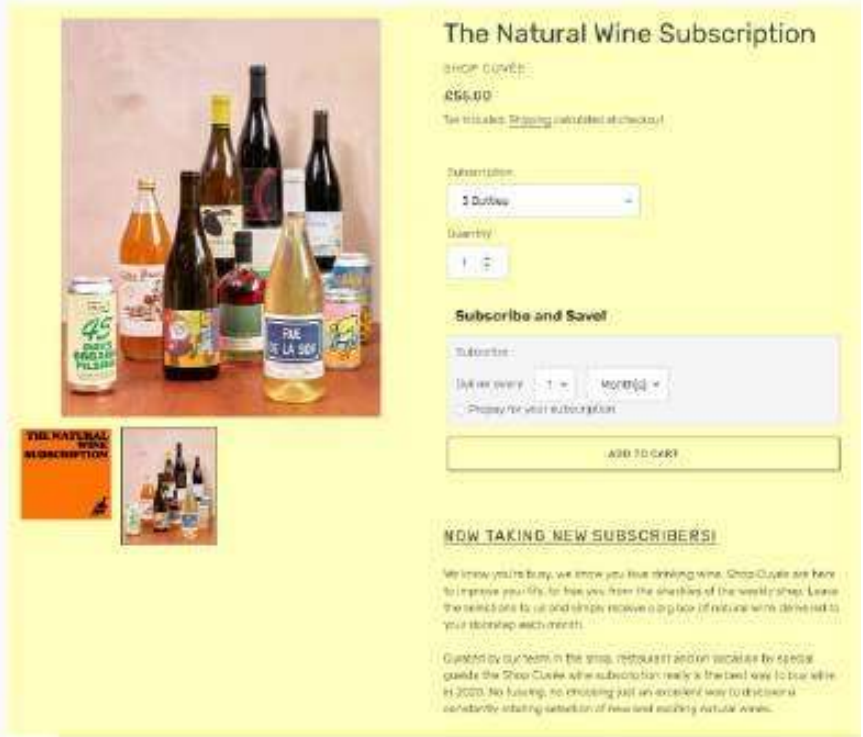 The Natural Wine Subscription
SHOP CUVÉE
£55.00
Tax included. Shipping calculated at checkout.
Subscription
3 Bottles
Quantity
1
Subscribe and Save!
Subscribe
Deliver every 1 Month(s)
Prepay for your subscription
ADD TO CART
45
DAYS
ORGANIC
PILSNER
RUE
DE LA SOIF
THE NATURAL
WINE
SUBSCRIPTION
NOW TAKING NEW SUBSCRIBERS!
We know you're busy, we know you love drinking wine. Shop Cuvée are here
to improve your life, to free you from the shackles of the weekly shop. Leave
the selections to us and simply receive a big box of natural wine delivered to
your doorstep each month.
Curated by our team in the shop, restaurant and on occasion by special
guests the Shop Cuvée wine subscription really is the best way to buy wine
in 2020. No fussing, no choosing just an excellent way to discover a
constantly rotating selection of new and exciting natural wines.